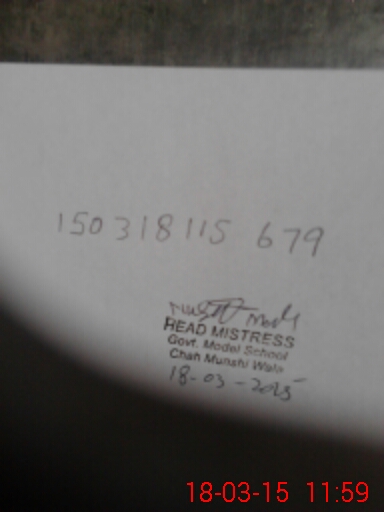 150318115 679
HEAD MISTRESS
Govt. Model School
Chah Munshi Wala
18-03-2015
18-03-15 11:59